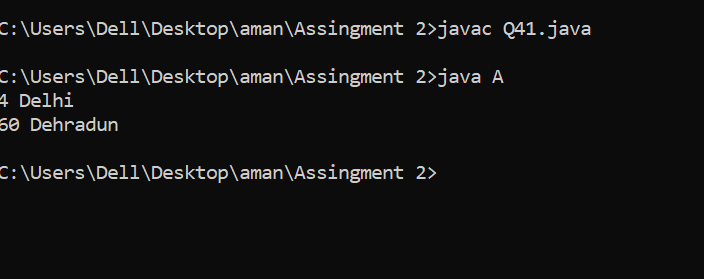 C:\Users\Dell\Desktop\aman\Assingment 2>javac Q41.java
C:\Users\Dell\Desktop\aman\Assingment 2>java A
4 Delhi
60 Dehradun
C:\Users\Dell\Desktop\aman\Assingment 2>